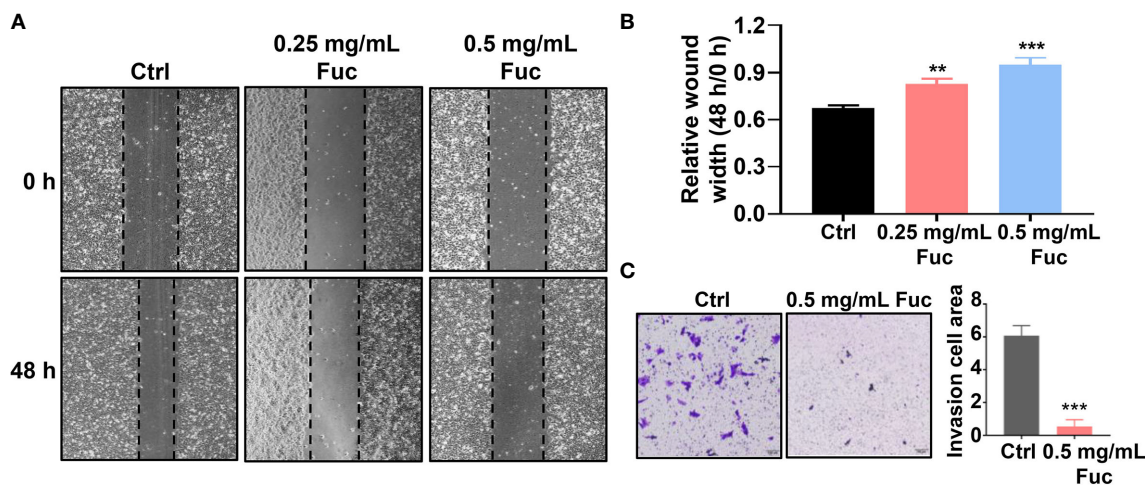 A
Ctrl
0.25 mg/mL
Fuc
0.5 mg/mL
Fuc
0 h
48 h
B
Relative wound
width (48 h/0 h)
1.2
0.9
0.6
0.3
0.0
**
***
Ctrl
0.25 mg/mL
Fuc
0.5 mg/mL
Fuc
C
Ctrl
0.5 mg/mL Fuc
Invasion cell area
8
6
4
2
0
***
Ctrl
0.5 mg/mL
Fuc